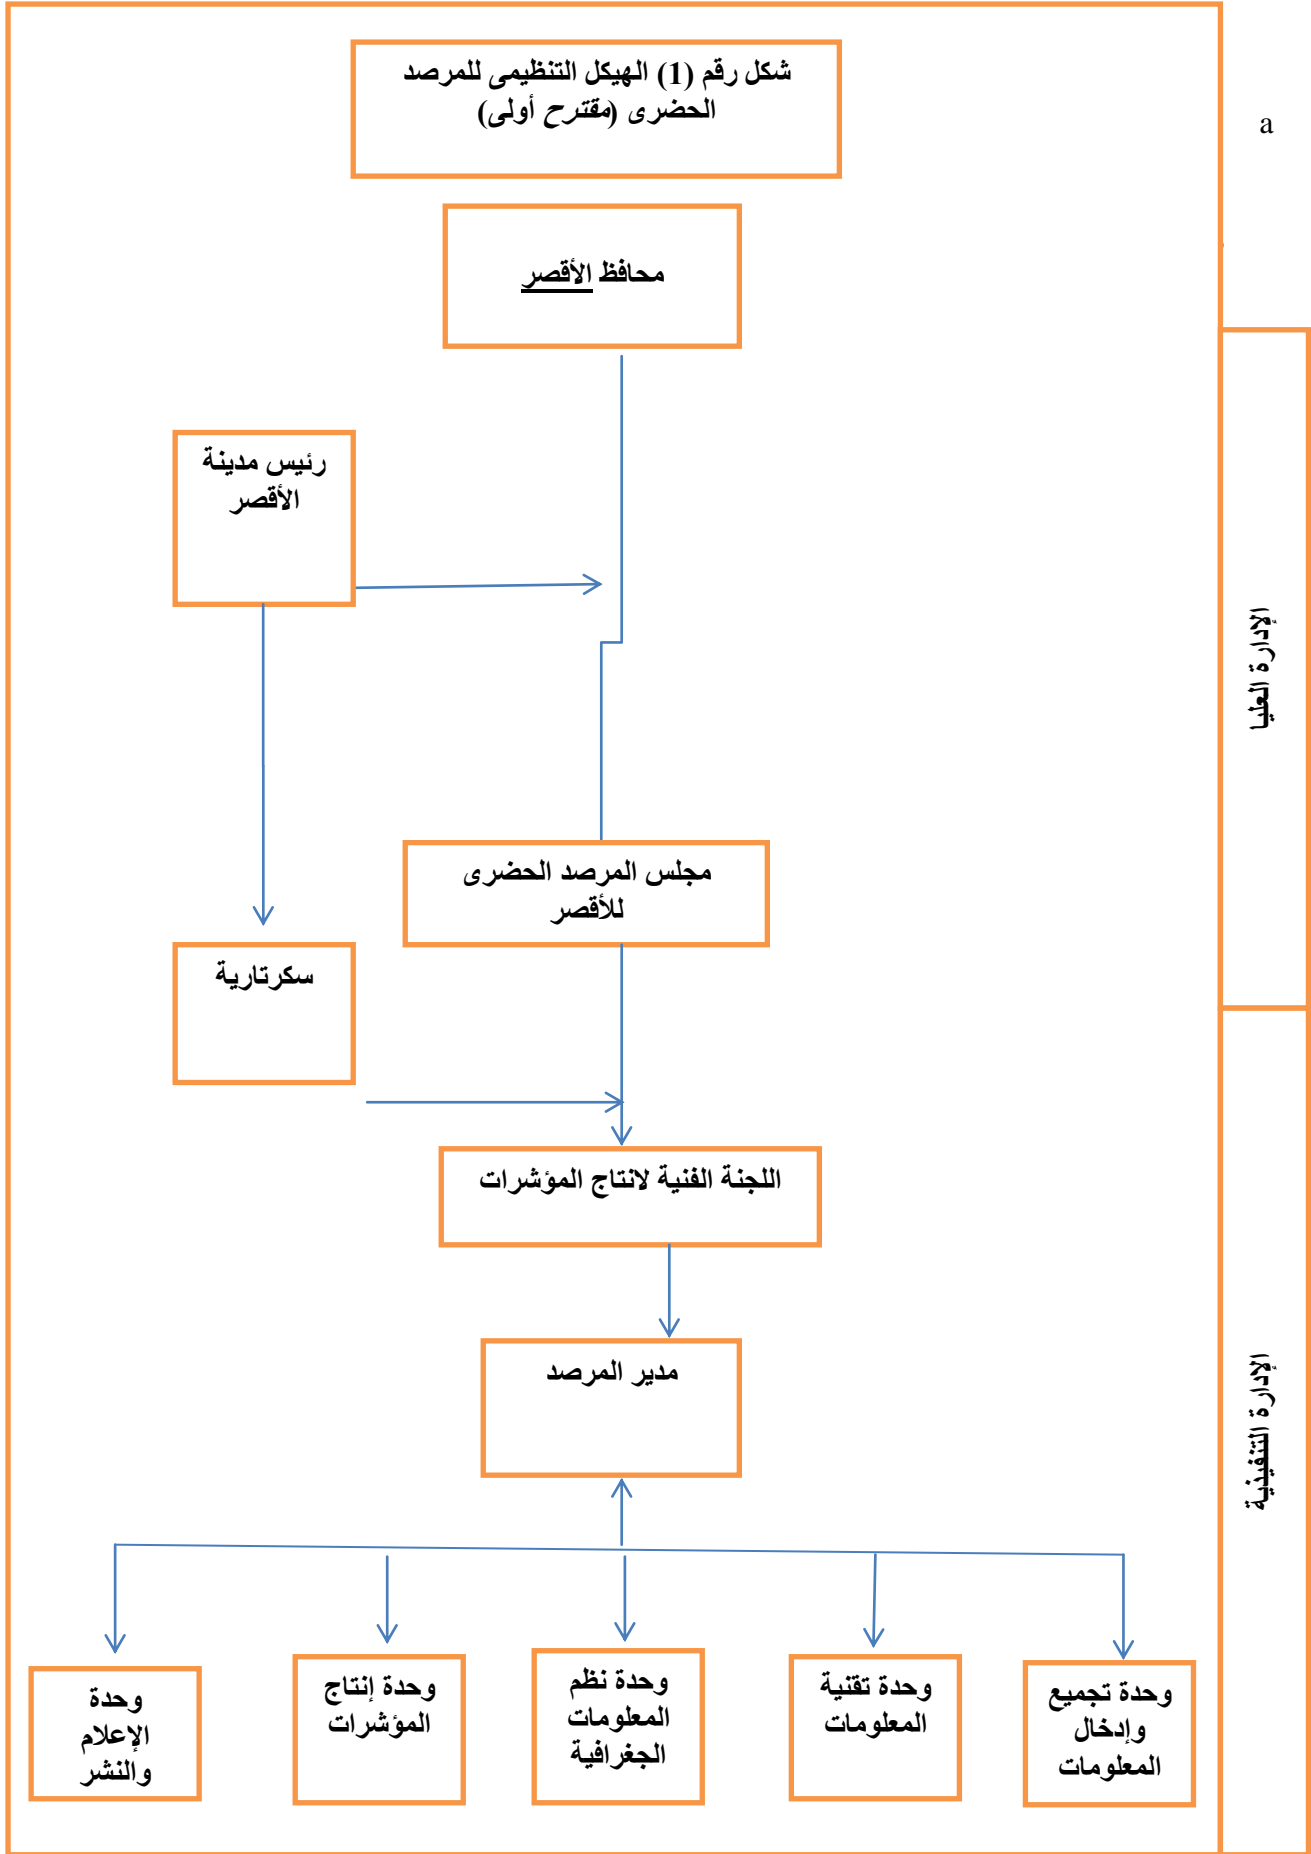 شكل رقم (1) الهيكل التنظيمى للمرصد
الحضرى (مقترح أولى)
a
محافظ الأقصر
رئيس مدينة
الأقصر
الإدارة العليا
مجلس المرصد الحضرى
للأقصر
سكرتارية
اللجنة الفنية لانتاج المؤشرات
مدير المرصد
الإدارة التنفيذية
وحدة تجميع
وإدخال
المعلومات
وحدة تقنية
المعلومات
وحدة نظم
المعلومات
الجغرافية
وحدة إنتاج
المؤشرات
وحدة
الإعلام
والنشر